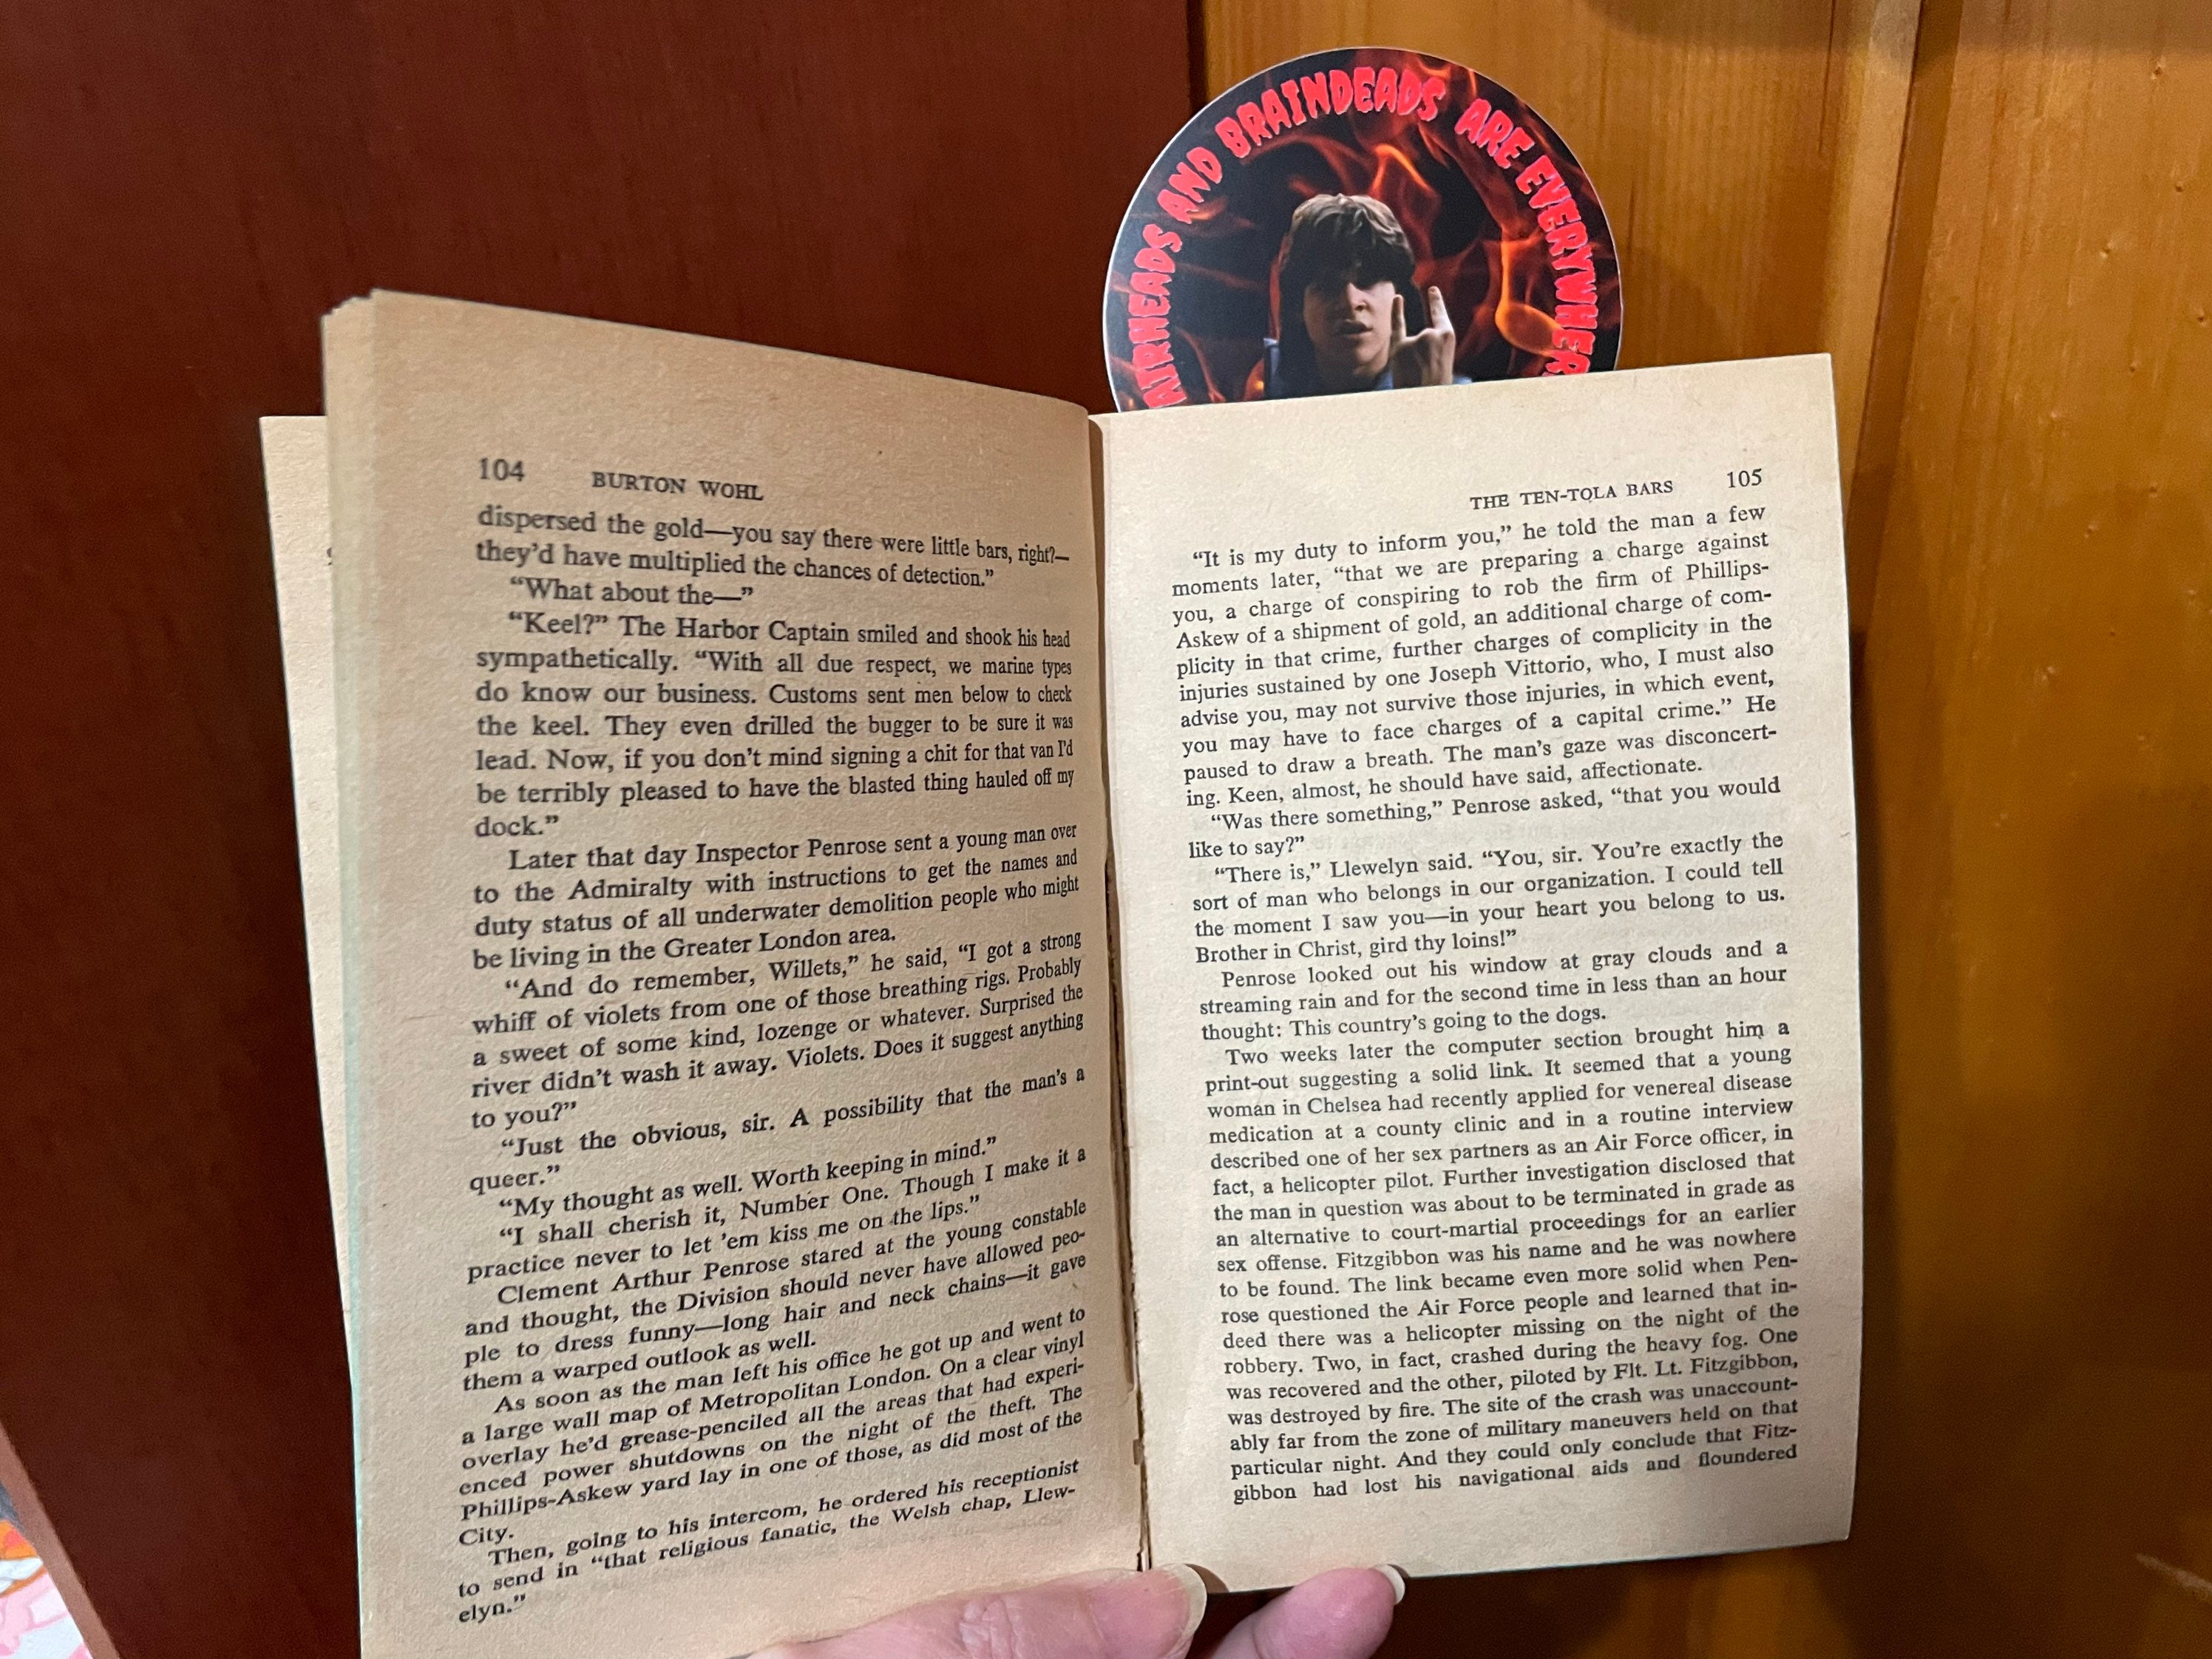 AIRHEADS AND BRAINDEADS ARE EVERYWHER
104 BURTON WOHL
dispersed the gold—you say there were little bars, right?—
they'd have multiplied the chances of detection."
"What about the—"
"Keel?" The Harbor Captain smiled and shook his head
sympathetically. "With all due respect, we marine types
do know our business. Customs sent men below to check
the keel. They even drilled the bugger to be sure it was
lead. Now, if you don't mind signing a chit for that van I'd
be terribly pleased to have the blasted thing hauled off my
dock."
Later that day Inspector Penrose sent a young man over
to the Admiralty with instructions to get the names and
duty status of all underwater demolition people who might
be living in the Greater London area.
"And do remember, Willets," he said, "I got a strong
whiff of violets from one of those breathing rigs. Probably
a sweet of some kind, lozenge or whatever. Surprised the
river didn't wash it away. Violets. Does it suggest anything
to you?"
"Just the obvious, sir. A possibility that the man's a
queer."
"My thought as well. Worth keeping in mind."
"I shall cherish it, Number One. Though I make it a
practice never to let 'em kiss me on the lips."
Clement Arthur Penrose stared at the young constable
and thought, the Division should never have allowed peo-
ple to dress funny—long hair and neck chains—it gave
them a warped outlook as well.
As soon as the man left his office he got up and went to
a large wall map of Metropolitan London. On a clear vinyl
overlay he'd grease-penciled all the areas that had experi-
enced power shutdowns on the night of the theft. The
Phillips-Askew yard lay in one of those, as did most of the
City.
Then, going to his intercom, he ordered his receptionist
to send in "that religious fanatic, the Welsh chap, Llew-
elyn."
THE TEN-TOLA BARS 105
"It is my duty to inform you," he told the man a few
moments later, "that we are preparing a charge against
you, a charge of conspiring to rob the firm of Phillips-
Askew of a shipment of gold, an additional charge of com-
plicity in that crime, further charges of complicity in the
injuries sustained by one Joseph Vittorio, who, I must also
advise you, may not survive those injuries, in which event,
you may have to face charges of a capital crime." He
paused to draw a breath. The man's gaze was disconcert-
ing. Keen, almost, he should have said, affectionate.
"Was there something," Penrose asked, "that you would
like to say?"
"There is," Llewelyn said. "You, sir. You're exactly the
sort of man who belongs in our organization. I could tell
the moment I saw you—in your heart you belong to us.
Brother in Christ, gird thy loins!"
Penrose looked out his window at gray clouds and a
streaming rain and for the second time in less than an hour
thought: This country's going to the dogs.
Two weeks later the computer section brought him a
print-out suggesting a solid link. It seemed that a young
woman in Chelsea had recently applied for venereal disease
medication at a county clinic and in a routine interview
described one of her sex partners as an Air Force officer, in
fact, a helicopter pilot. Further investigation disclosed that
the man in question was about to be terminated in grade as
an alternative to court-martial proceedings for an earlier
sex offense. Fitzgibbon was his name and he was nowhere
to be found. The link became even more solid when Pen-
rose questioned the Air Force people and learned that in-
deed there was a helicopter missing on the night of the
robbery. Two, in fact, crashed during the heavy fog. One
was recovered and the other, piloted by Flt. Lt. Fitzgibbon,
was destroyed by fire. The site of the crash was unaccount-
ably far from the zone of military maneuvers held on that
particular night. And they could only conclude that Fitz-
gibbon had lost his navigational aids and floundered